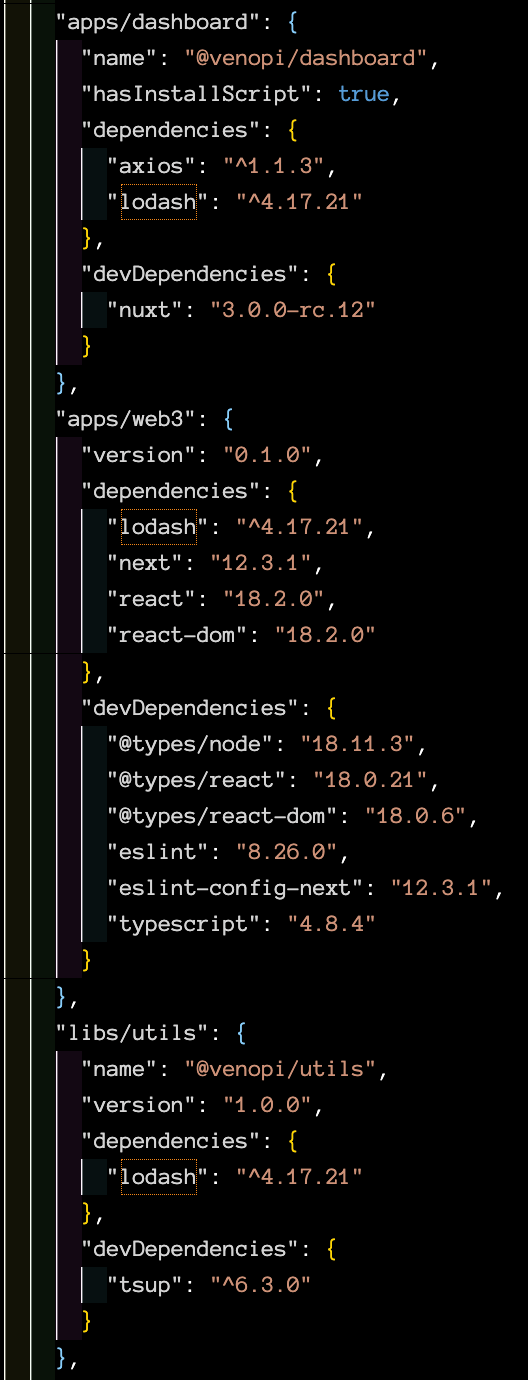 "apps/dashboard": {
"name": "@venopi/dashboard",
"hasInstallScript": true,
"dependencies": {
"axios": "^1.1.3",
"lodash": "^4.17.21"
},
"devDependencies": {
"nuxt": "3.0.0-rc.12"
}
},
"apps/web3": {
"version": "0.1.0",
"dependencies": {
"lodash": "^4.17.21",
"next": "12.3.1",
"react": "18.2.0",
"react-dom": "18.2.0"
},
"devDependencies": {
"@types/node": "18.11.3",
"@types/react": "18.0.21",
"@types/react-dom": "18.0.6",
"eslint": "8.26.0",
"eslint-config-next": "12.3.1",
"typescript": "4.8.4"
}
},
"libs/utils": {
"name": "@venopi/utils",
"version": "1.0.0",
"dependencies": {
"lodash": "^4.17.21"
},
"devDependencies": {
"tsup": "^6.3.0"
}
},